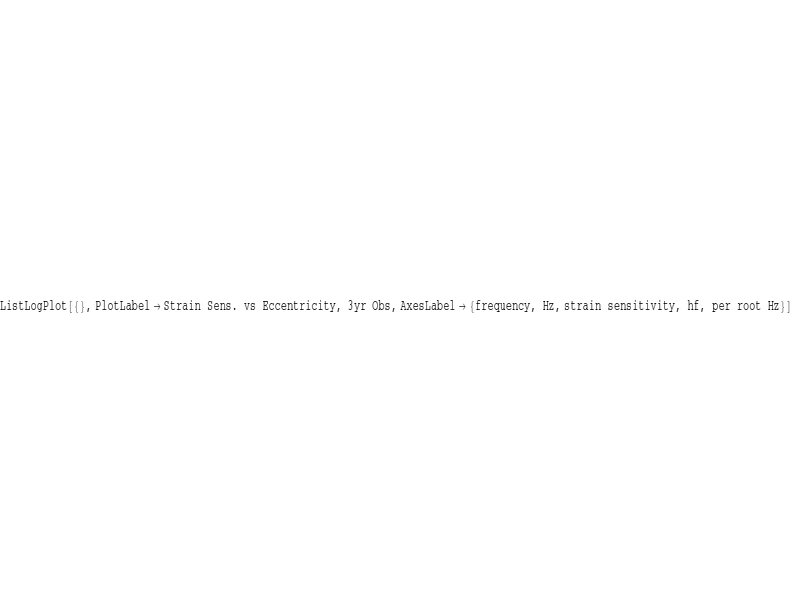 ListLogPlot[{}, PlotLabel → Strain Sens. vs Eccentricity, 3yr Obs, AxesLabel → {frequency, Hz, strain sensitivity, hf, per root Hz}]